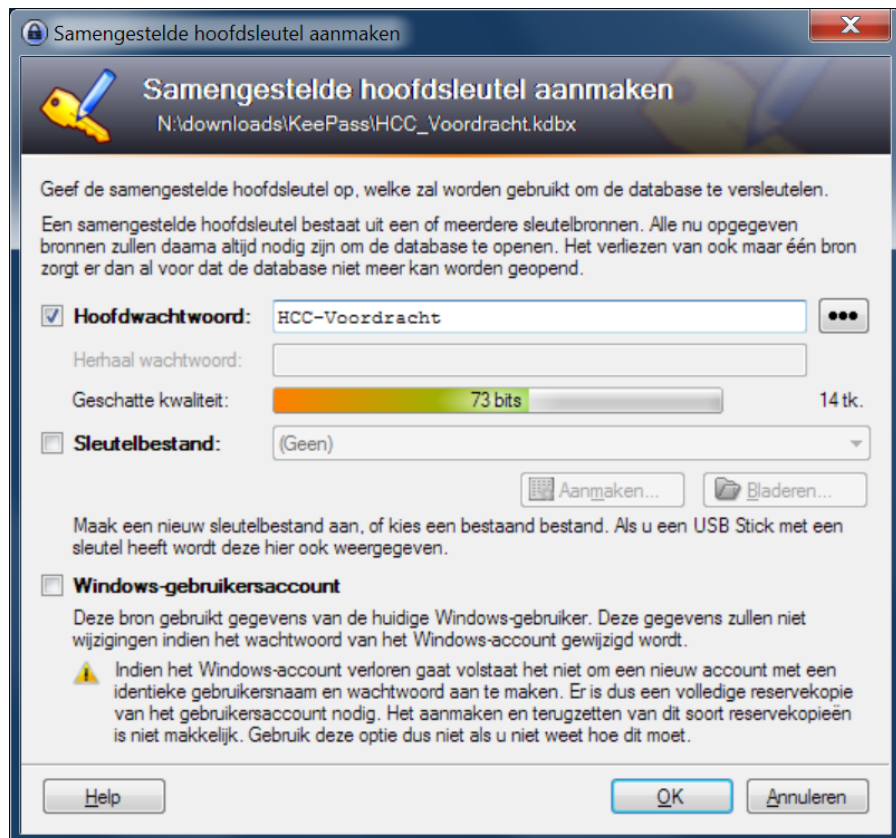 Samengestelde hoofdsleutel aanmaken
Samengestelde hoofdsleutel aanmaken
N:\downloads\KeePass\HCC_Voordracht.kdbx
Geef de samengestelde hoofdsleutel op, welke zal worden gebruikt om de database te versleutelen.
Een samengestelde hoofdsleutel bestaat uit een of meerdere sleutelbronnen. Alle nu opgegeven
bronnen zullen daarna altijd nodig zijn om de database te openen. Het verliezen van ook maar één bron
zorgt er dan al voor dat de database niet meer kan worden geopend.
Hoofdwachtwoord: HCC-Voordracht
Herhaal wachtwoord:
Geschatte kwaliteit: 73 bits 14 tk.
Sleutelbestand: (Geen)
Aanmaken... Bladeren...
Maak een nieuw sleutelbestand aan, of kies een bestaand bestand. Als u een USB Stick met een
sleutel heeft wordt deze hier ook weergegeven.
Windows-gebruikersaccount
Deze bron gebruikt gegevens van de huidige Windows-gebruiker. Deze gegevens zullen niet
wijzigingen indien het wachtwoord van het Windows-account gewijzigd wordt.
Indien het Windows-account verloren gaat volstaat het niet om een nieuw account met een
identieke gebruikersnaam en wachtwoord aan te maken. Er is dus een volledige reservekopie
van het gebruikersaccount nodig. Het aanmaken en terugzetten van dit soort reservekopieën
is niet makkelijk. Gebruik deze optie dus niet als u niet weet hoe dit moet.
Help OK Annuleren